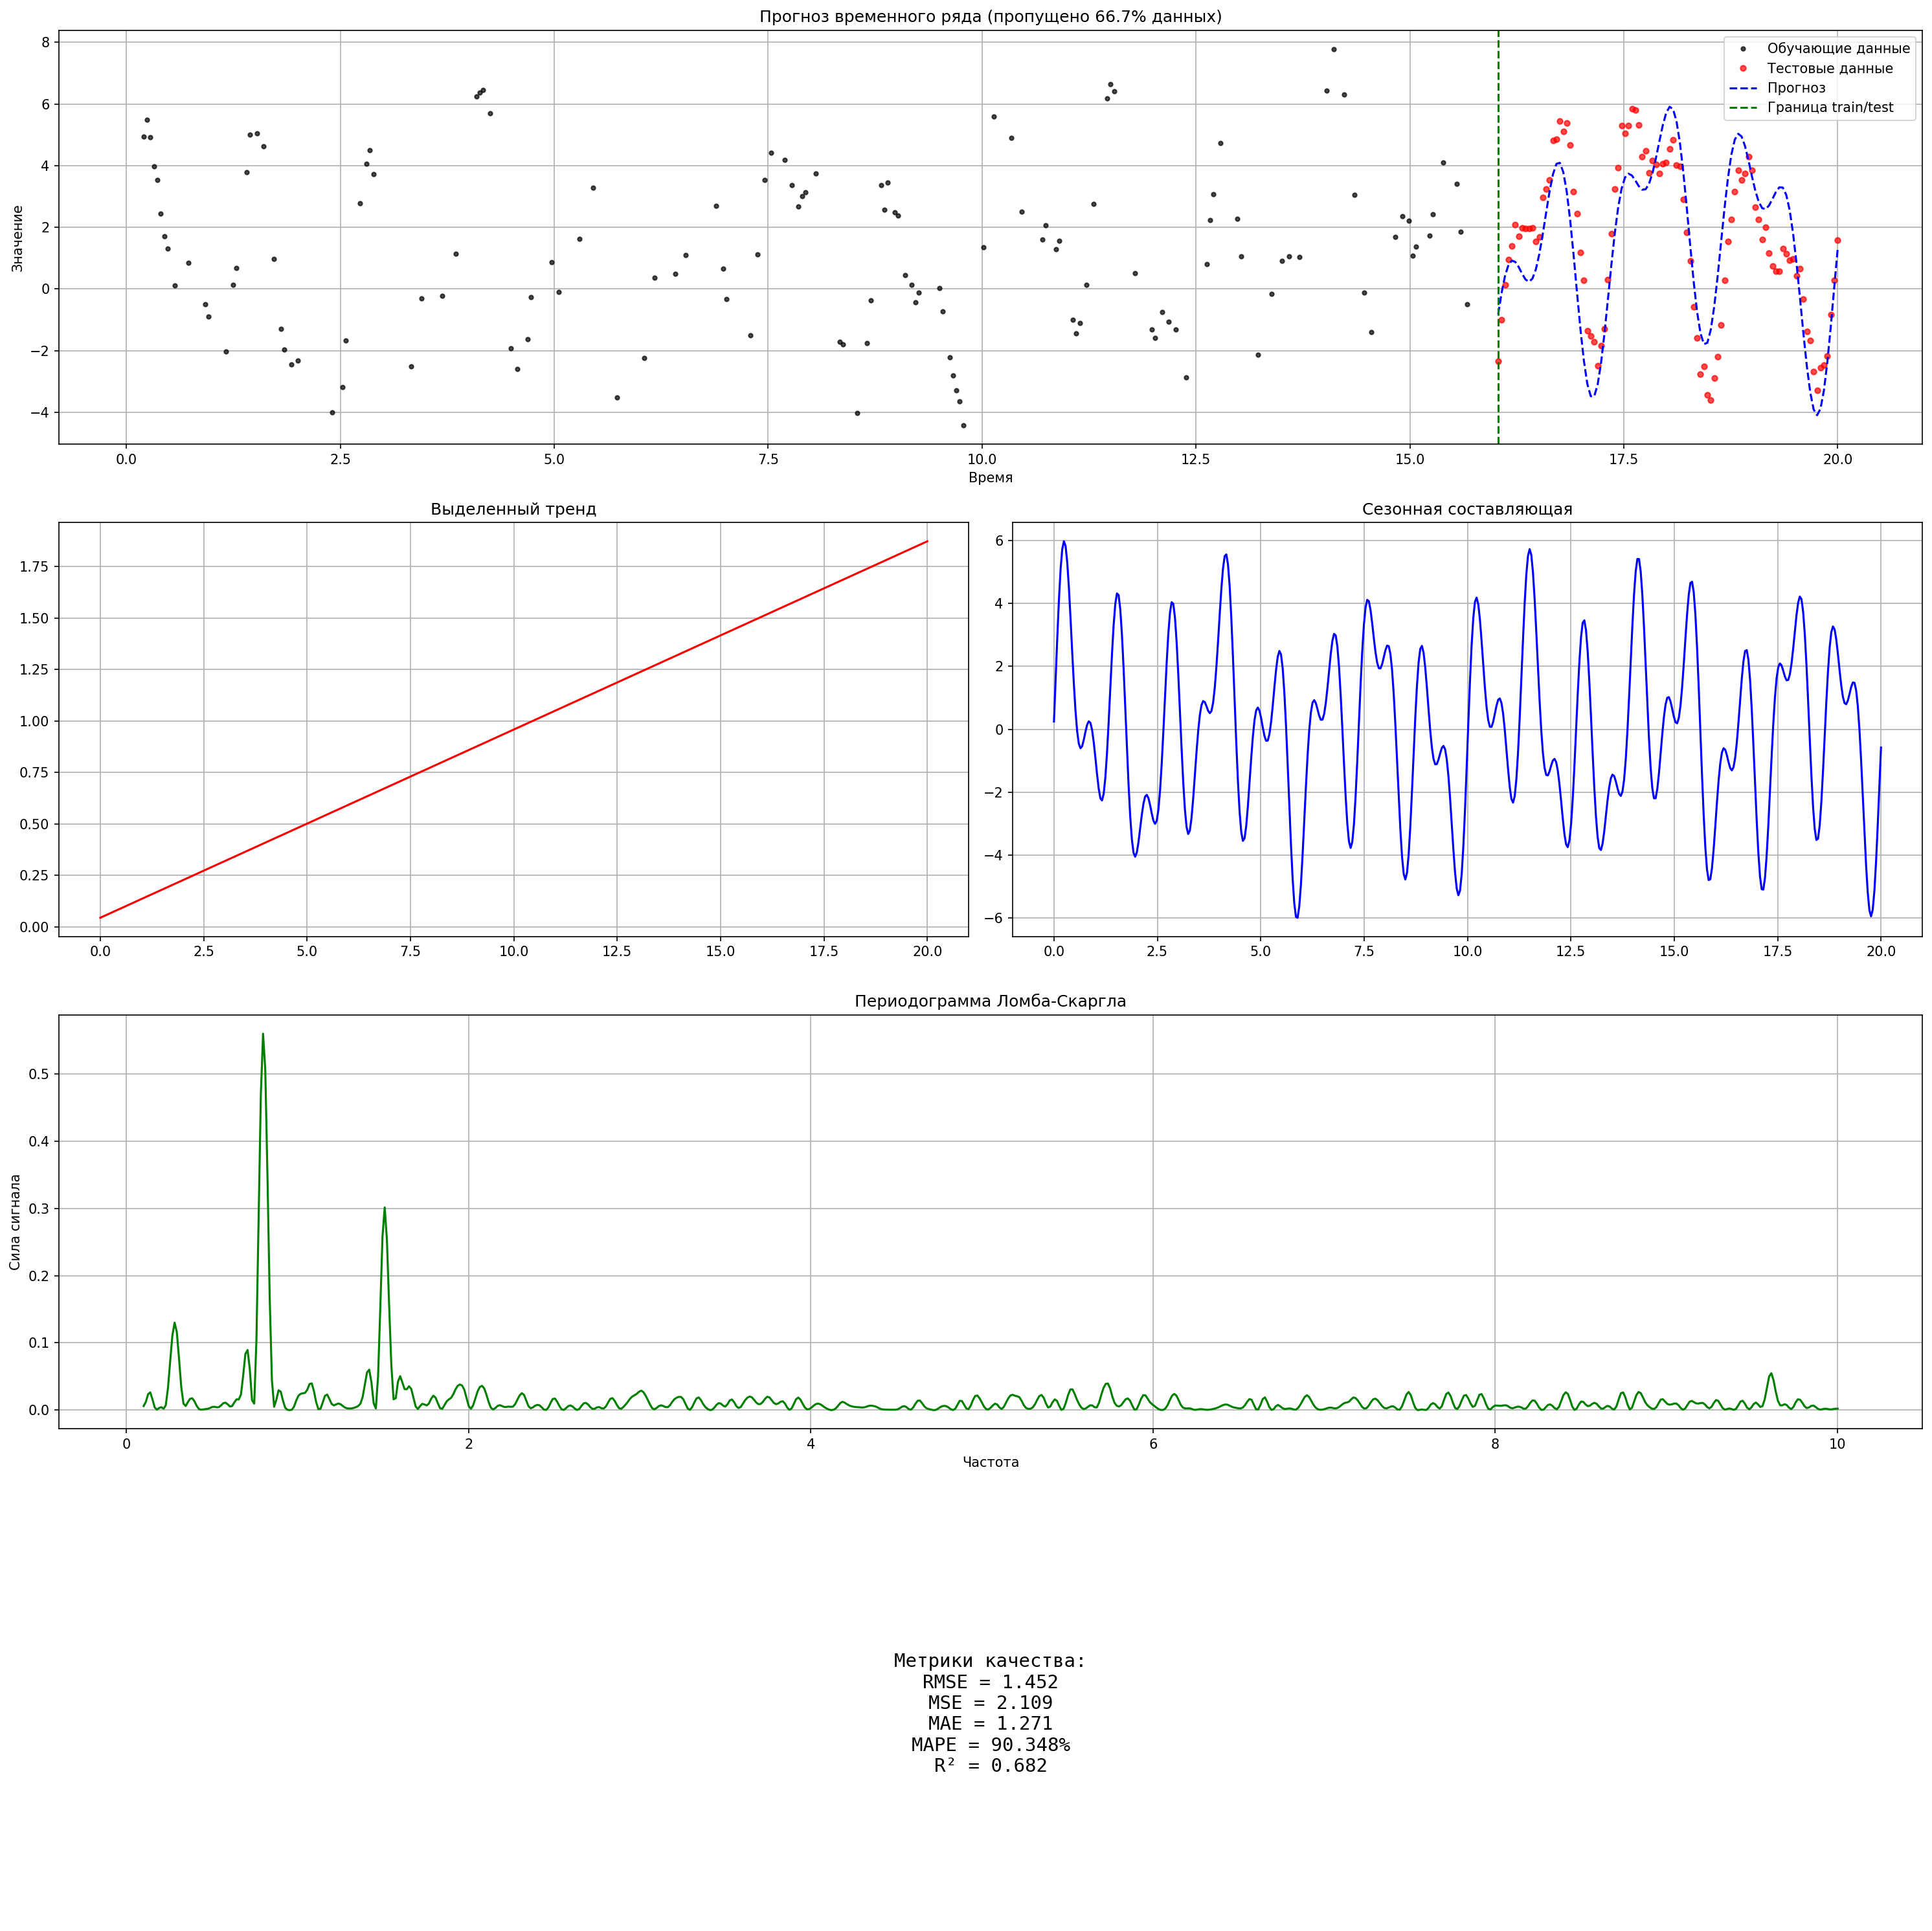 Прогноз временного ряда (пропущено 66.7% данных)
8
6
4
2
0
−2
−4
Значение
Обучающие данные
Тестовые данные
Прогноз
Граница train/test
0.0 2.5 5.0 7.5 10.0 12.5 15.0 17.5 20.0
Время
Выделенный тренд
1.75
1.50
1.25
1.00
0.75
0.50
0.25
0.00
0.0 2.5 5.0 7.5 10.0 12.5 15.0 17.5 20.0
Сезонная составляющая
6
4
2
0
−2
−4
−6
0.0 2.5 5.0 7.5 10.0 12.5 15.0 17.5 20.0
Периодограмма Ломба-Скаргла
0.5
0.4
0.3
0.2
0.1
0.0
Сила сигнала
0 2 4 6 8 10
Частота
Метрики качества:
RMSE = 1.452
MSE = 2.109
MAE = 1.271
MAPE = 90.348%
R² = 0.682